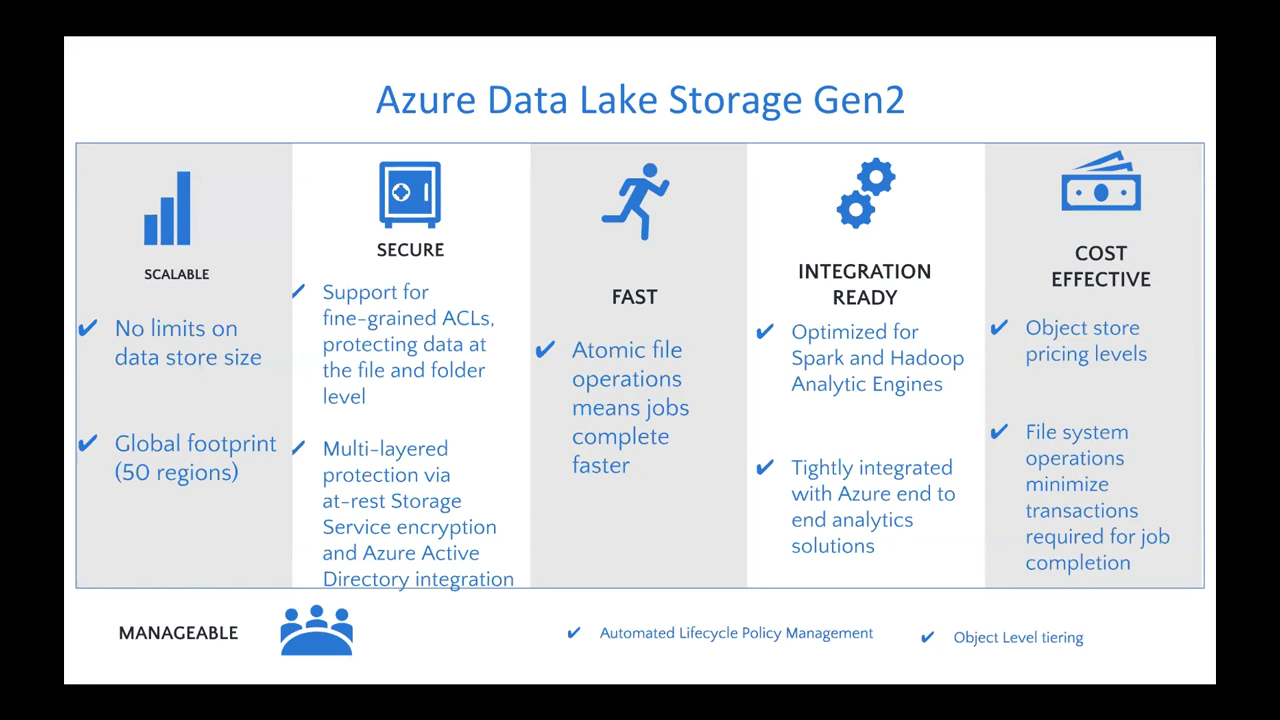 Azure Data Lake Storage Gen2
SCALABLE
No limits on
data store size
Global footprint
(50 regions)
SECURE
Support for
fine-grained ACLs,
protecting data at
the file and folder
level
Multi-layered
protection via
at-rest Storage
Service encryption
and Azure Active
Directory integration
FAST
Atomic file
operations
means jobs
complete
faster
INTEGRATION
READY
Optimized for
Spark and Hadoop
Analytic Engines
Tightly integrated
with Azure end to
end analytics
solutions
COST
EFFECTIVE
Object store
pricing levels
File system
operations
minimize
transactions
required for job
completion
MANAGEABLE
Automated Lifecycle Policy Management
Object Level tiering